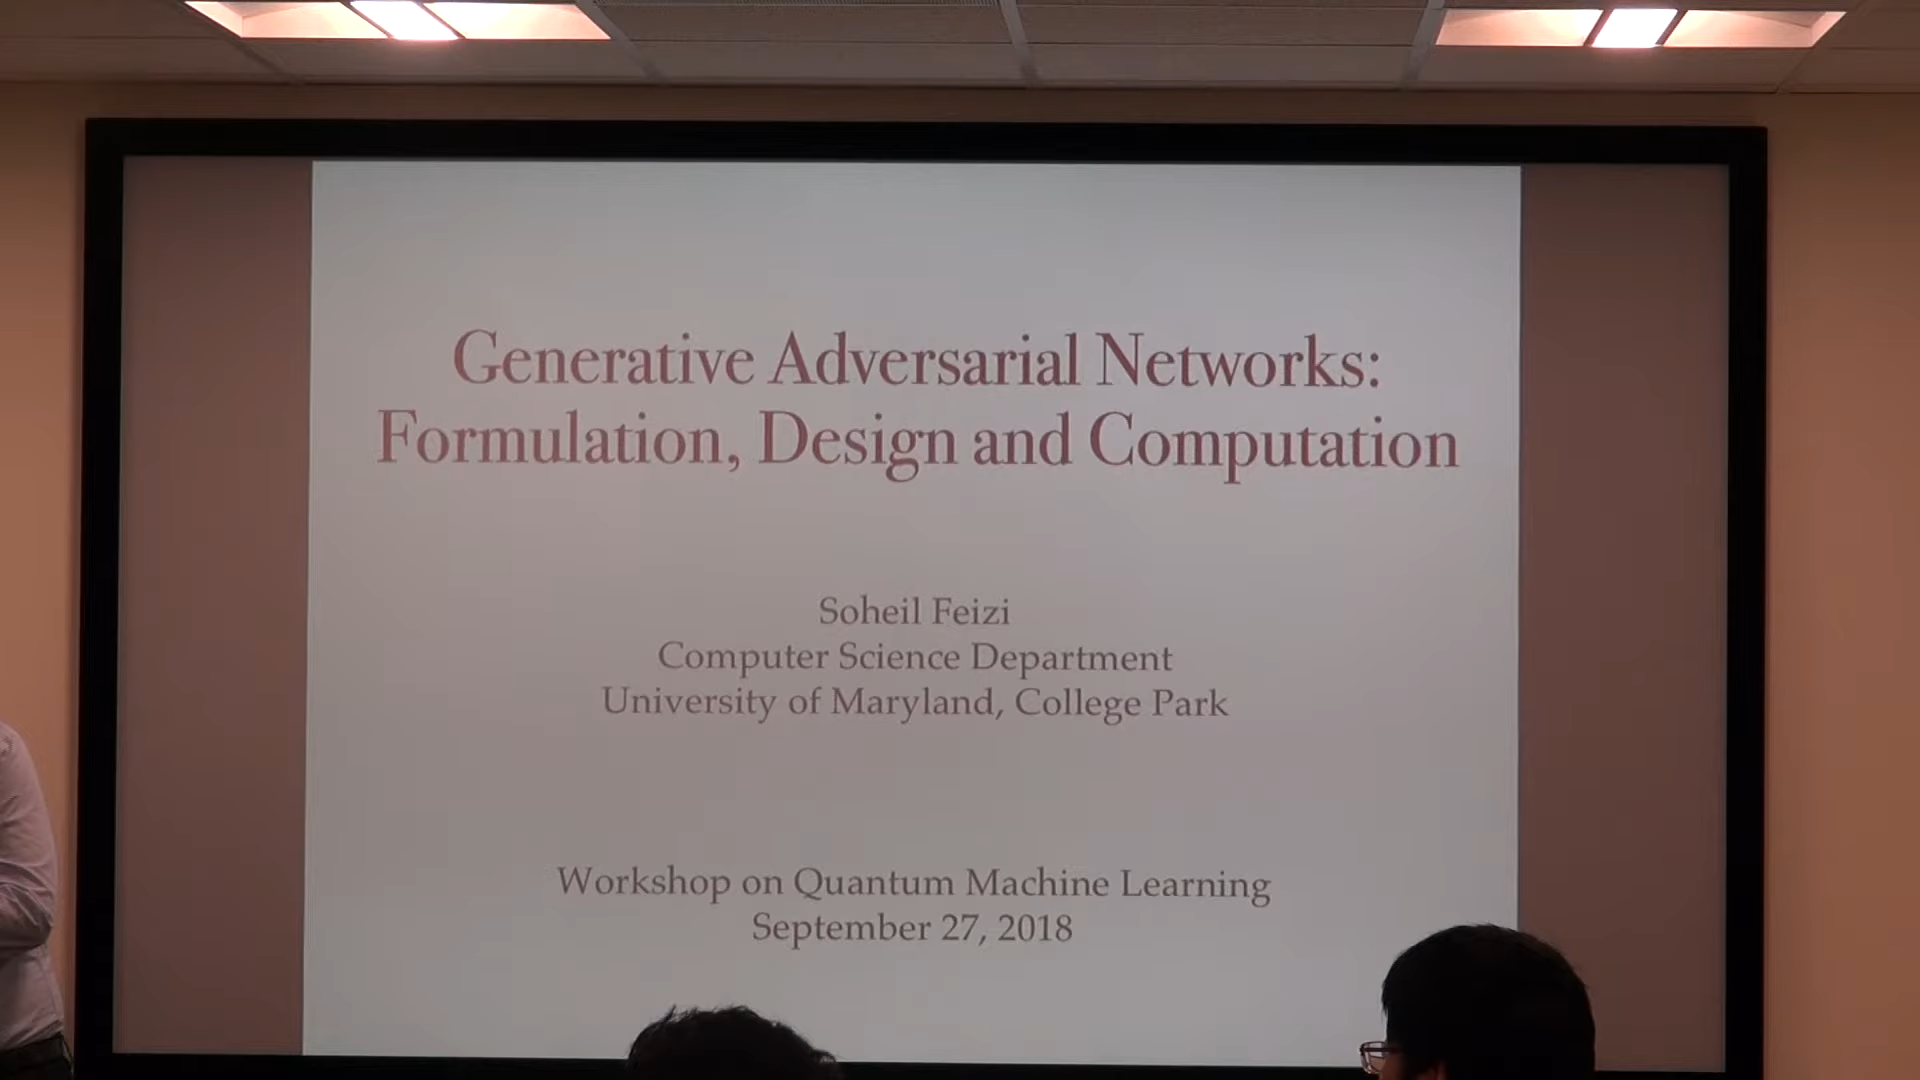 Generative Adversarial Networks:
Formulation, Design and Computation
Soheil Feizi
Computer Science Department
University of Maryland, College Park
Workshop on Quantum Machine Learning
September 27, 2018